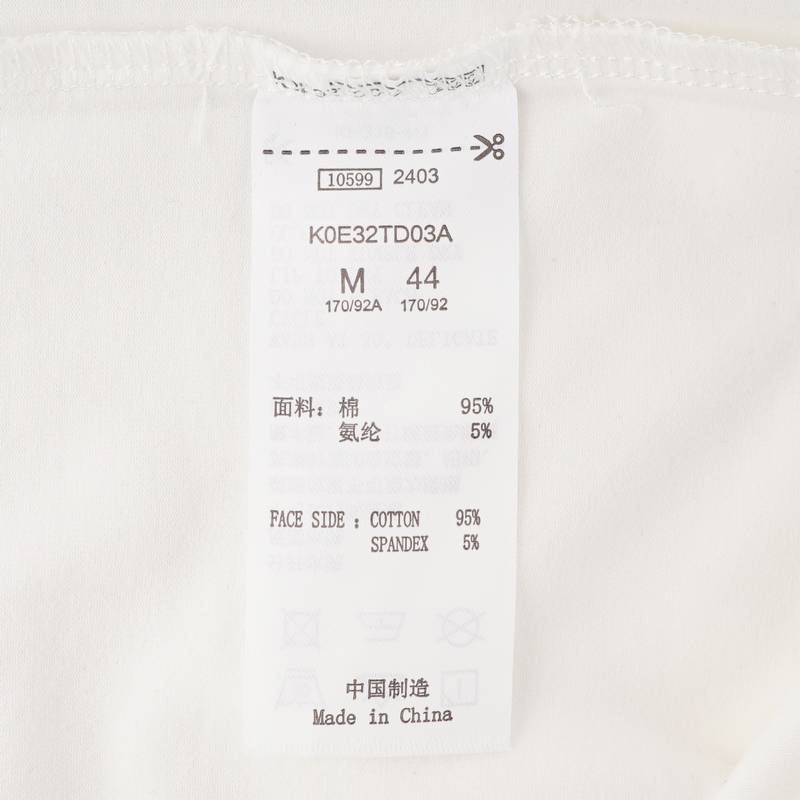 10599 2403
K0E32TD03A
M 44
170/92A 170/92
面料：棉 95%
氨纶 5%
FACE SIDE : COTTON 95%
SPANDEX 5%
中国制造
Made in China